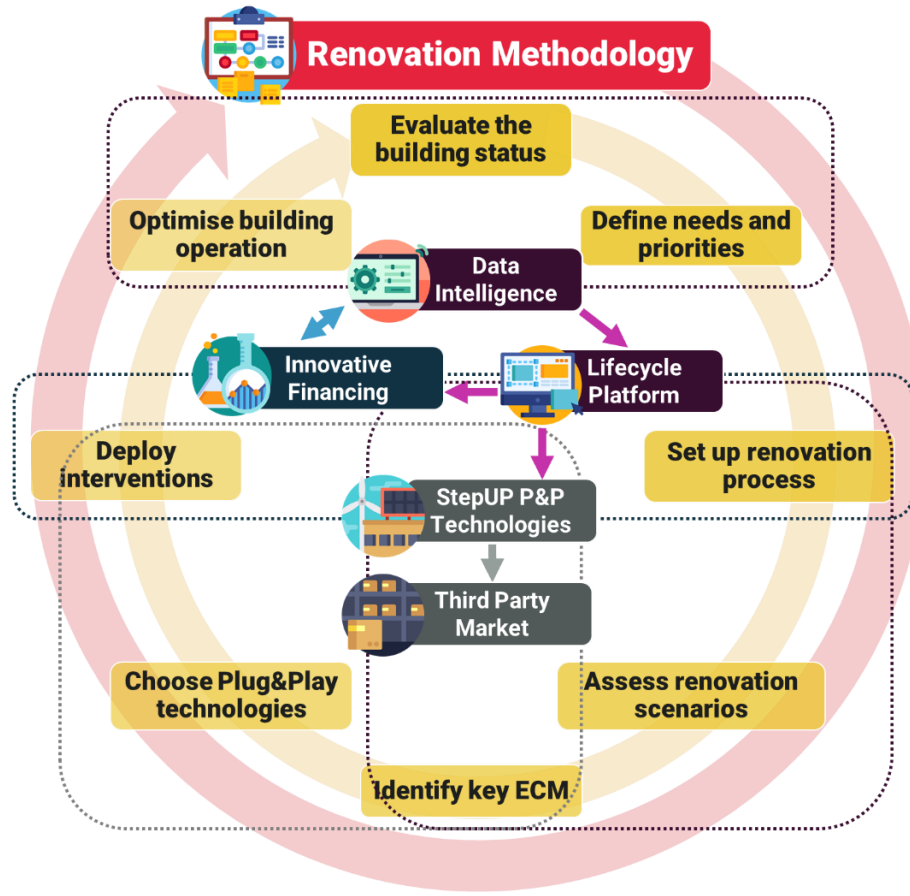 Renovation Methodology
Evaluate the
building status
Optimise building
operation
Define needs and
priorities
Data
Intelligence
Innovative
Financing
Lifecycle
Platform
Deploy
interventions
Set up renovation
process
StepUP P&P
Technologies
Third Party
Market
Choose Plug&Play
technologies
Assess renovation
scenarios
Identify key ECM